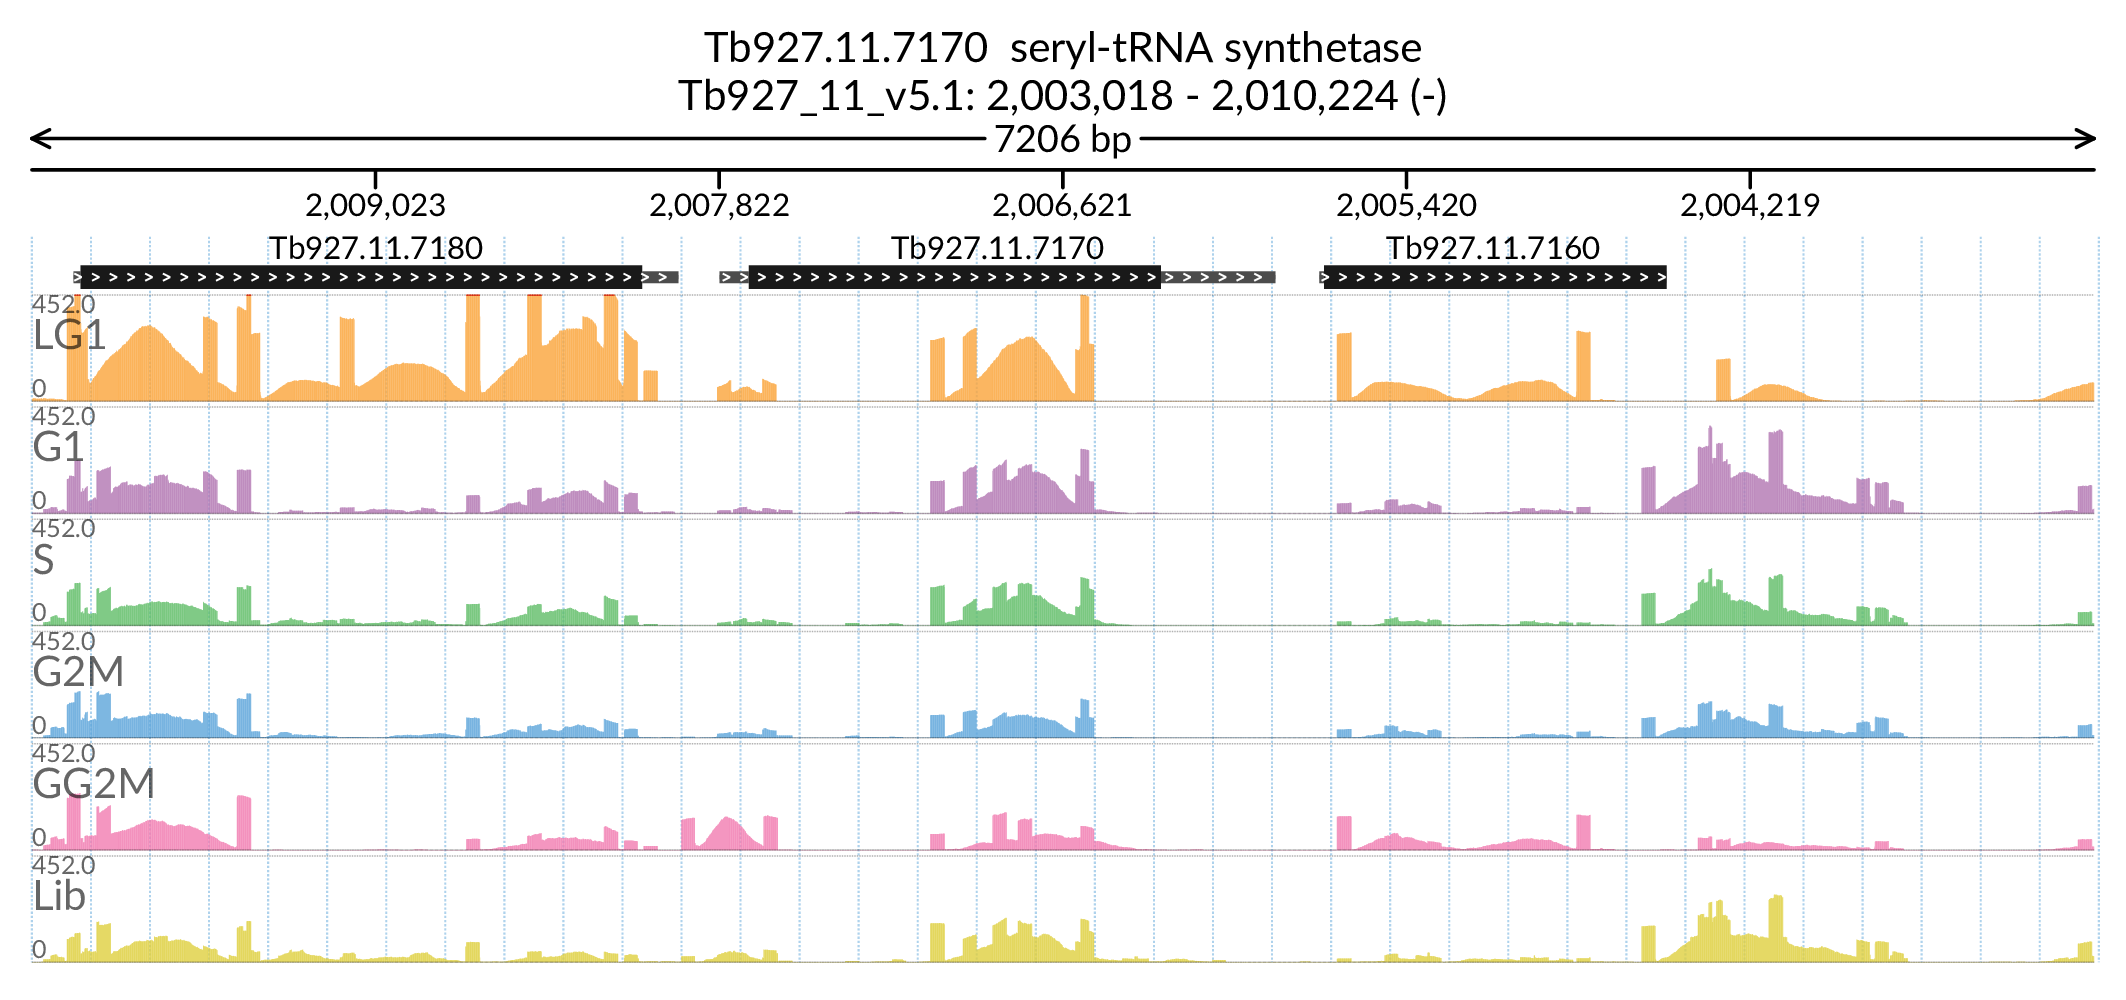 Tb927.11.7170 seryl-tRNA synthetase
Tb927_11_v5.1: 2,003,018 - 2,010,224 (-)
7206 bp
2,009,023 2,007,822 2,006,621 2,005,420 2,004,219
Tb927.11.7180 Tb927.11.7170 Tb927.11.7160
452.0
LG1
0
452.0
G1
0
452.0
S
0
452.0
G2M
0
452.0
GG2M
0
452.0
Lib
0